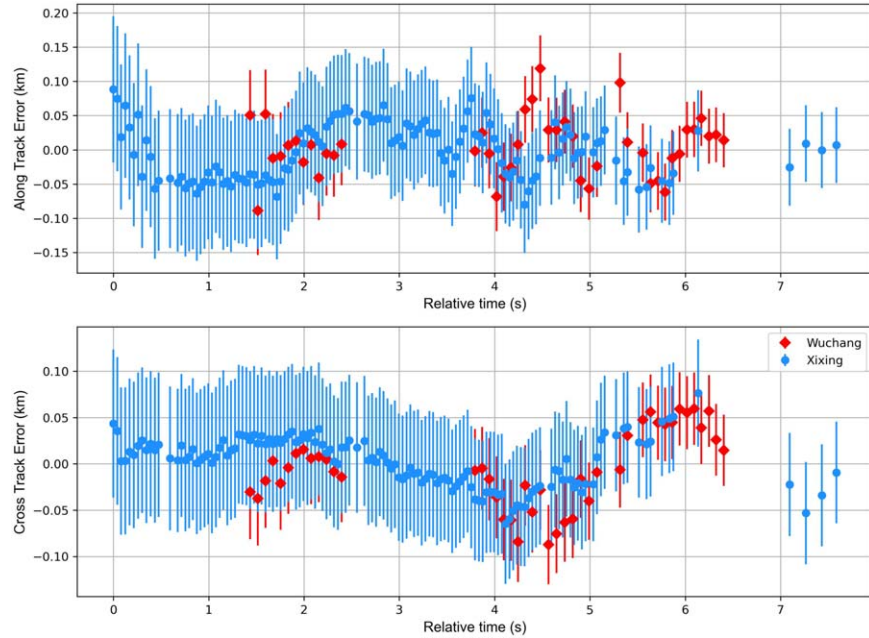 0.20
0.15
0.10
0.05
0.00
−0.05
−0.10
−0.15
Along Track Error (km)
0 1 2 3 4 5 6 7
Relative time (s)
Wuchang
Xixing
0.10
0.05
0.00
−0.05
−0.10
Cross Track Error (km)
0 1 2 3 4 5 6 7
Relative time (s)